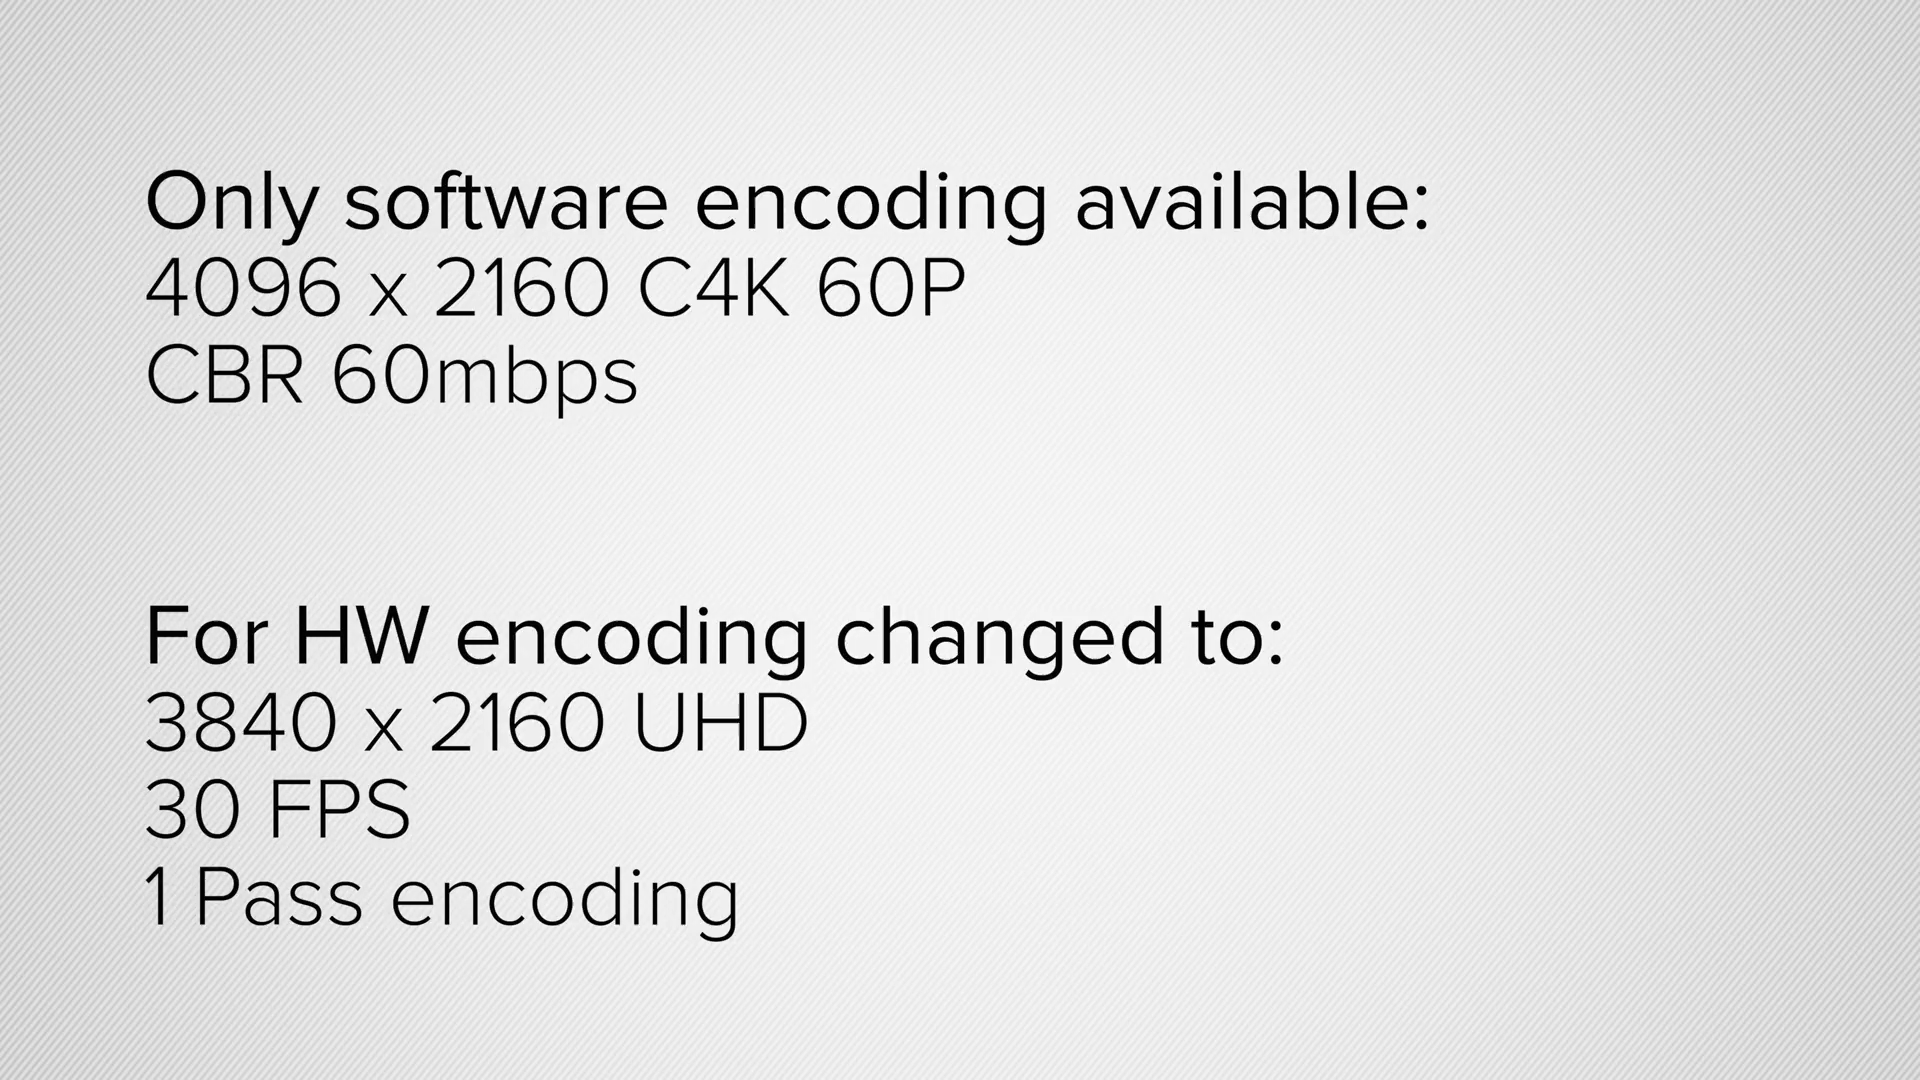 Only software encoding available:
4096 x 2160 C4K 60P
CBR 60mbps
For HW encoding changed to:
3840 x 2160 UHD
30 FPS
1 Pass encoding